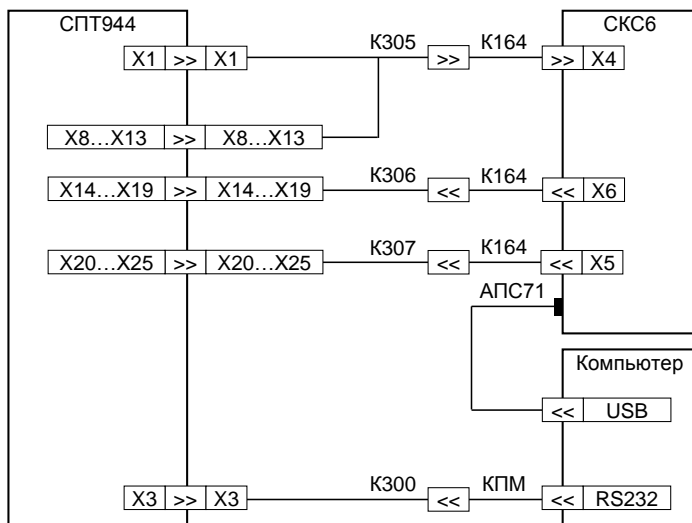 СПТ944 СКС6
X1 >> X1 К305 >> К164 >> X4
X8...X13 >> X8...X13
X14...X19 >> X14...X19 К306 << К164 << X6
X20...X25 >> X20...X25 К307 << К164 << X5
АПС71
Компьютер
<< USB
X3 >> X3 К300 << КПМ << RS232